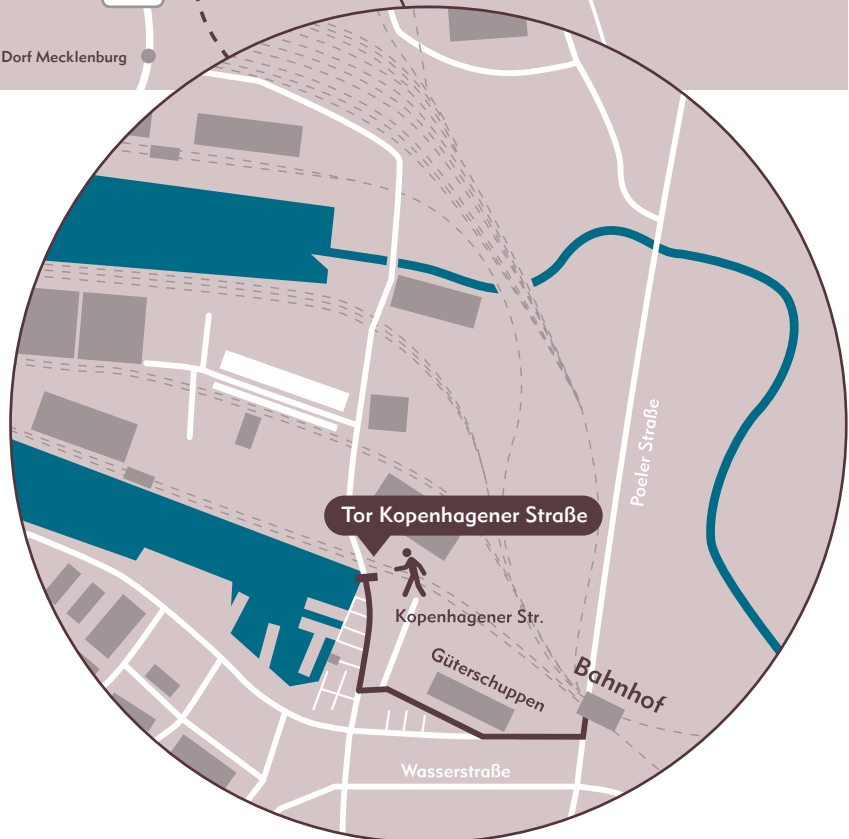 Dorf Mecklenburg
Poeler Straße
Tor Kopenhagener Straße
Kopenhagener Str.
Güterschuppen
Bahnhof
Wasserstraße